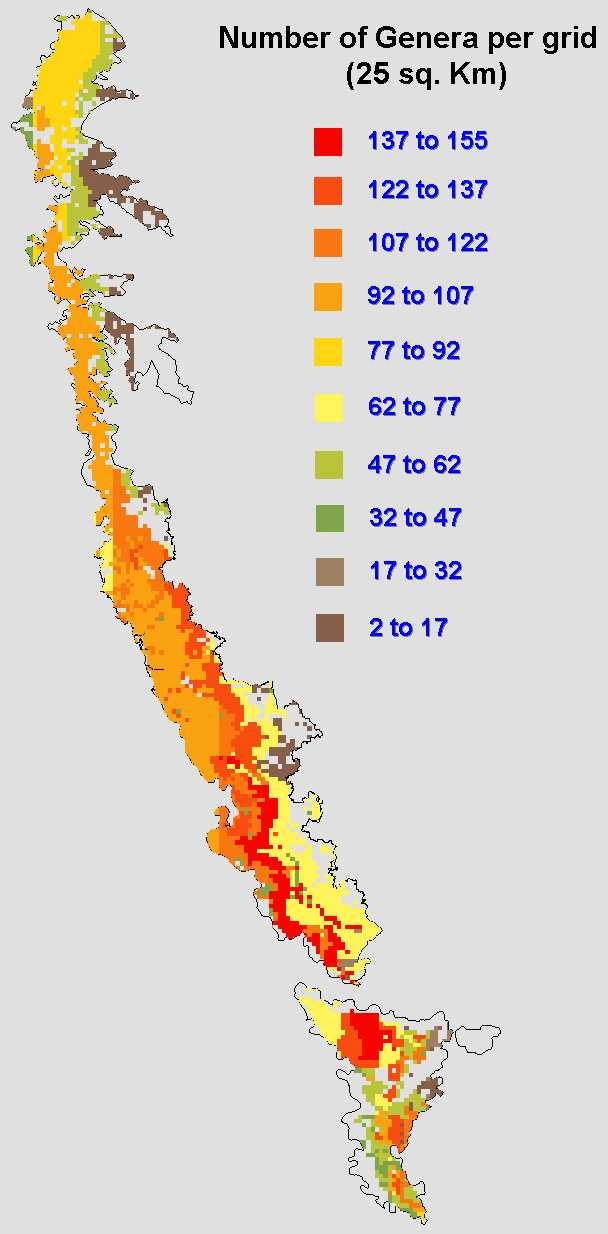 Number of Genera per grid
(25 sq. Km)
137 to 155
122 to 137
107 to 122
92 to 107
77 to 92
62 to 77
47 to 62
32 to 47
17 to 32
2 to 17